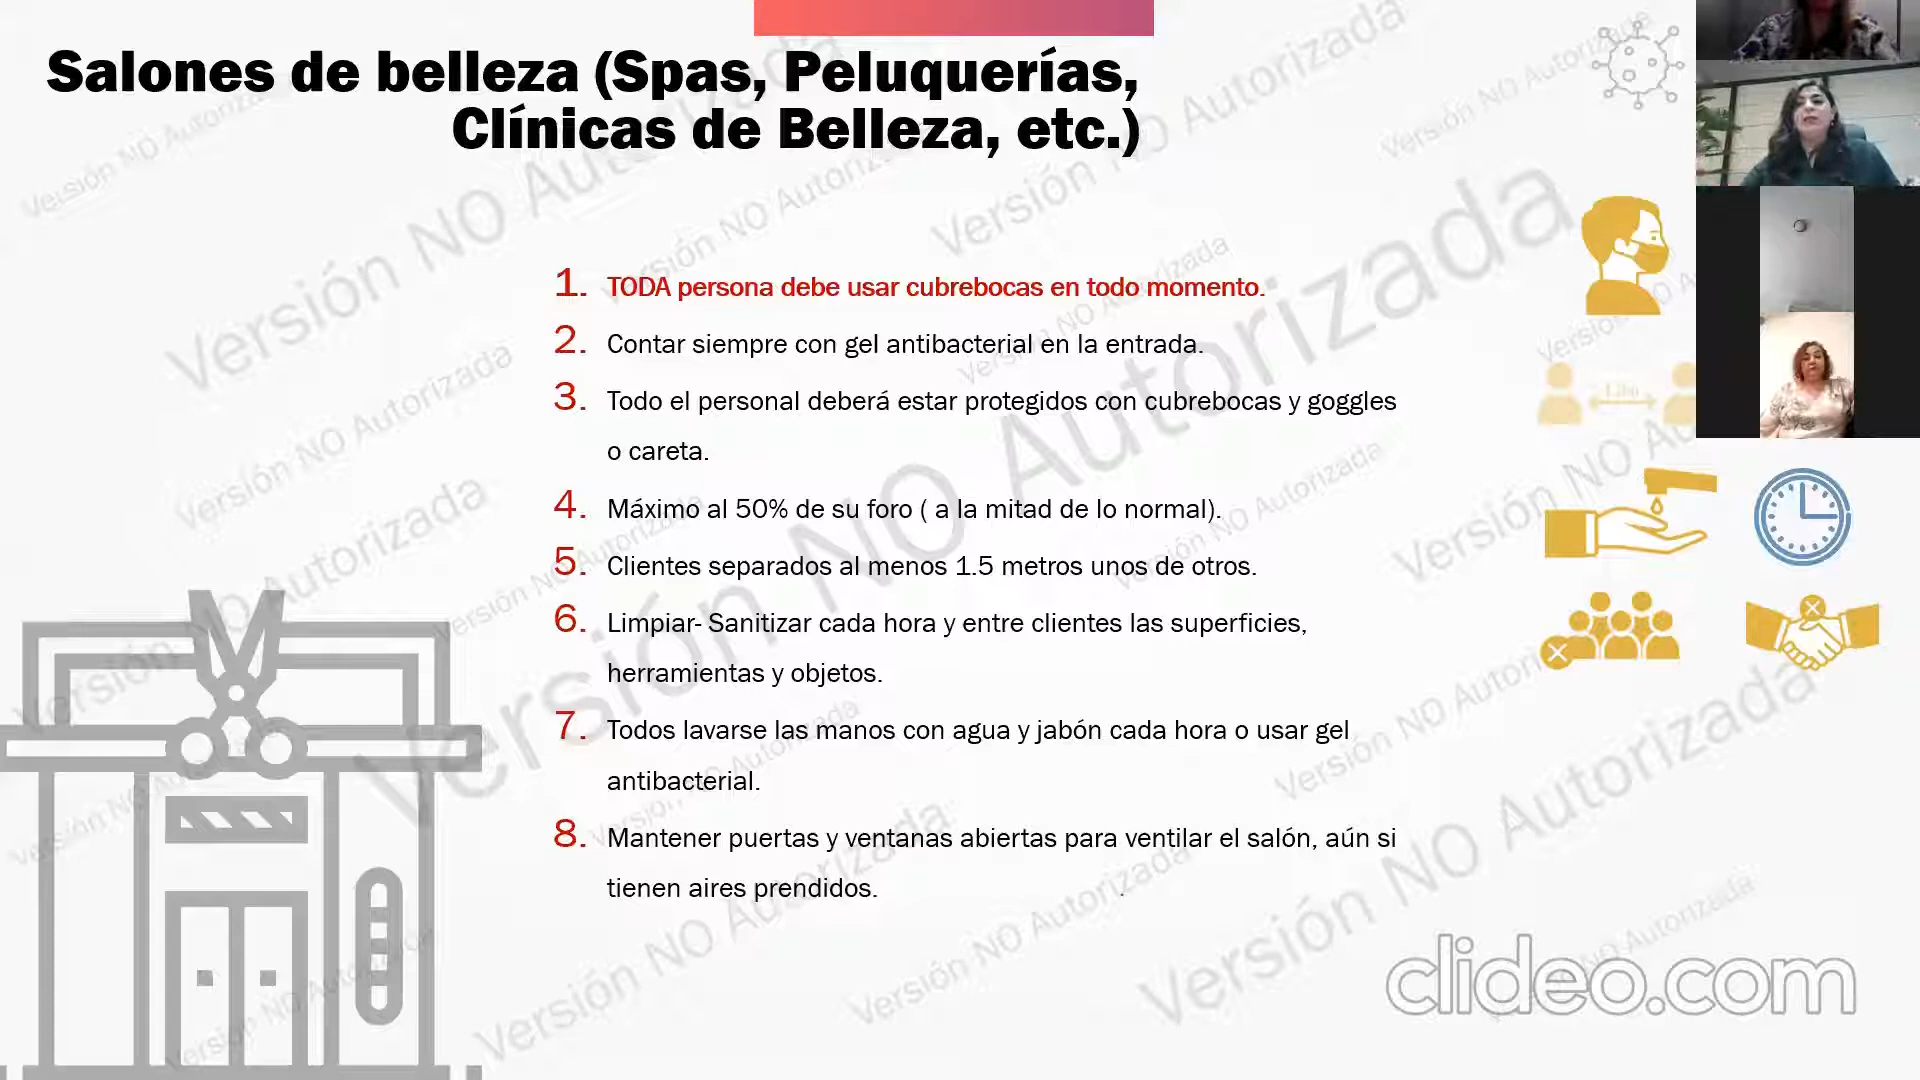 Salones de belleza (Spas, Peluquerías,
Clínicas de Belleza, etc.)
1. TODA persona debe usar cubrebocas en todo momento.
2. Contar siempre con gel antibacterial en la entrada.
3. Todo el personal deberá estar protegidos con cubrebocas y goggles
o careta.
4. Máximo al 50% de su foro ( a la mitad de lo normal).
5. Clientes separados al menos 1.5 metros unos de otros.
6. Limpiar- Sanitizar cada hora y entre clientes las superficies,
herramientas y objetos.
7. Todos lavarse las manos con agua y jabón cada hora o usar gel
antibacterial.
8. Mantener puertas y ventanas abiertas para ventilar el salón, aún si
tienen aires prendidos.
Versión NO Autorizada
clideo.com